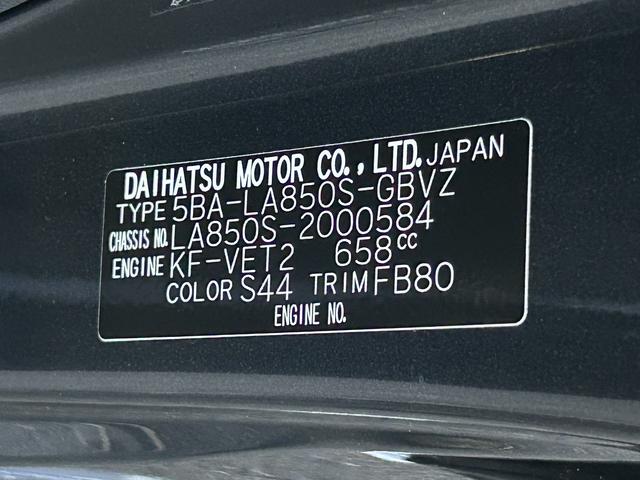 DAIHATSU MOTOR CO., LTD. JAPAN
TYPE 5BA-LA850S-GBVZ
CHASSIS NO. LA850S-2000584
ENGINE KF-VET2 658cc
COLOR S44 TRIM FB80
ENGINE NO.